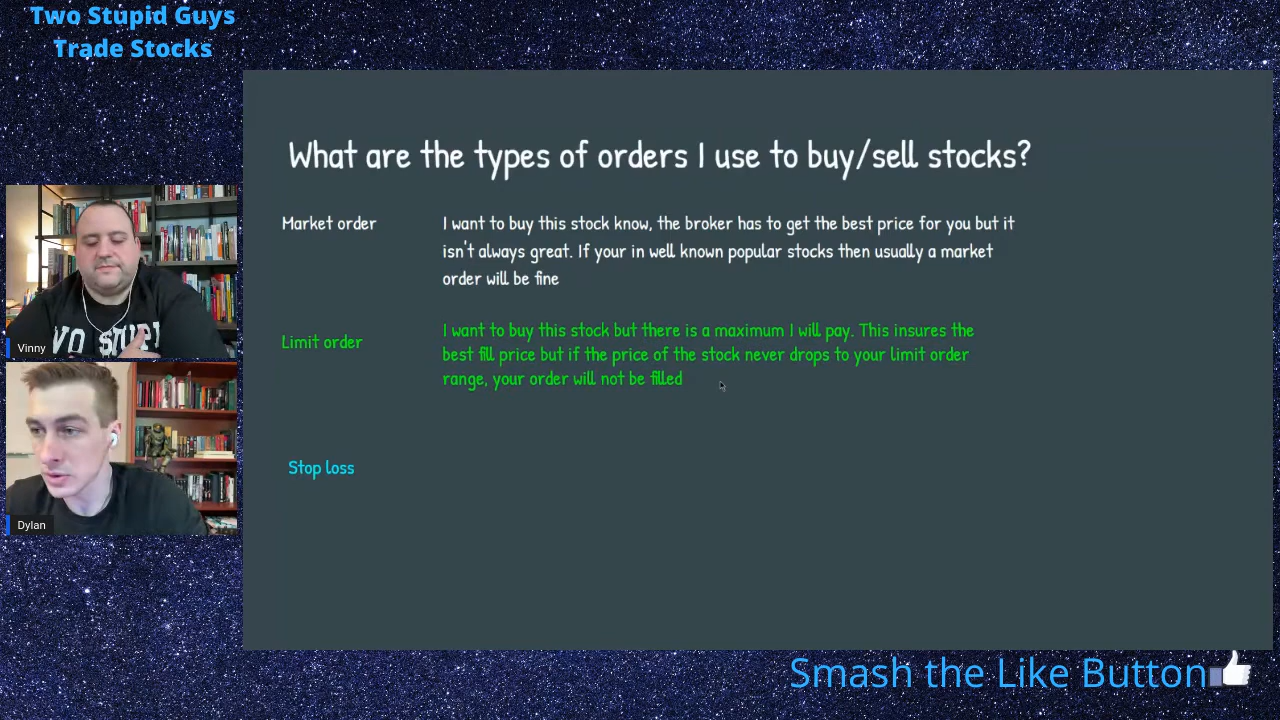 Two Stupid Guys
Trade Stocks
What are the types of orders I use to buy/sell stocks?
Market order
I want to buy this stock know, the broker has to get the best price for you but it
isn't always great. If your in well known popular stocks then usually a market
order will be fine
Limit order
I want to buy this stock but there is a maximum I will pay. This insures the
best fill price but if the price of the stock never drops to your limit order
range, your order will not be filled
Stop loss
Vinny
Dylan
Smash the Like Button